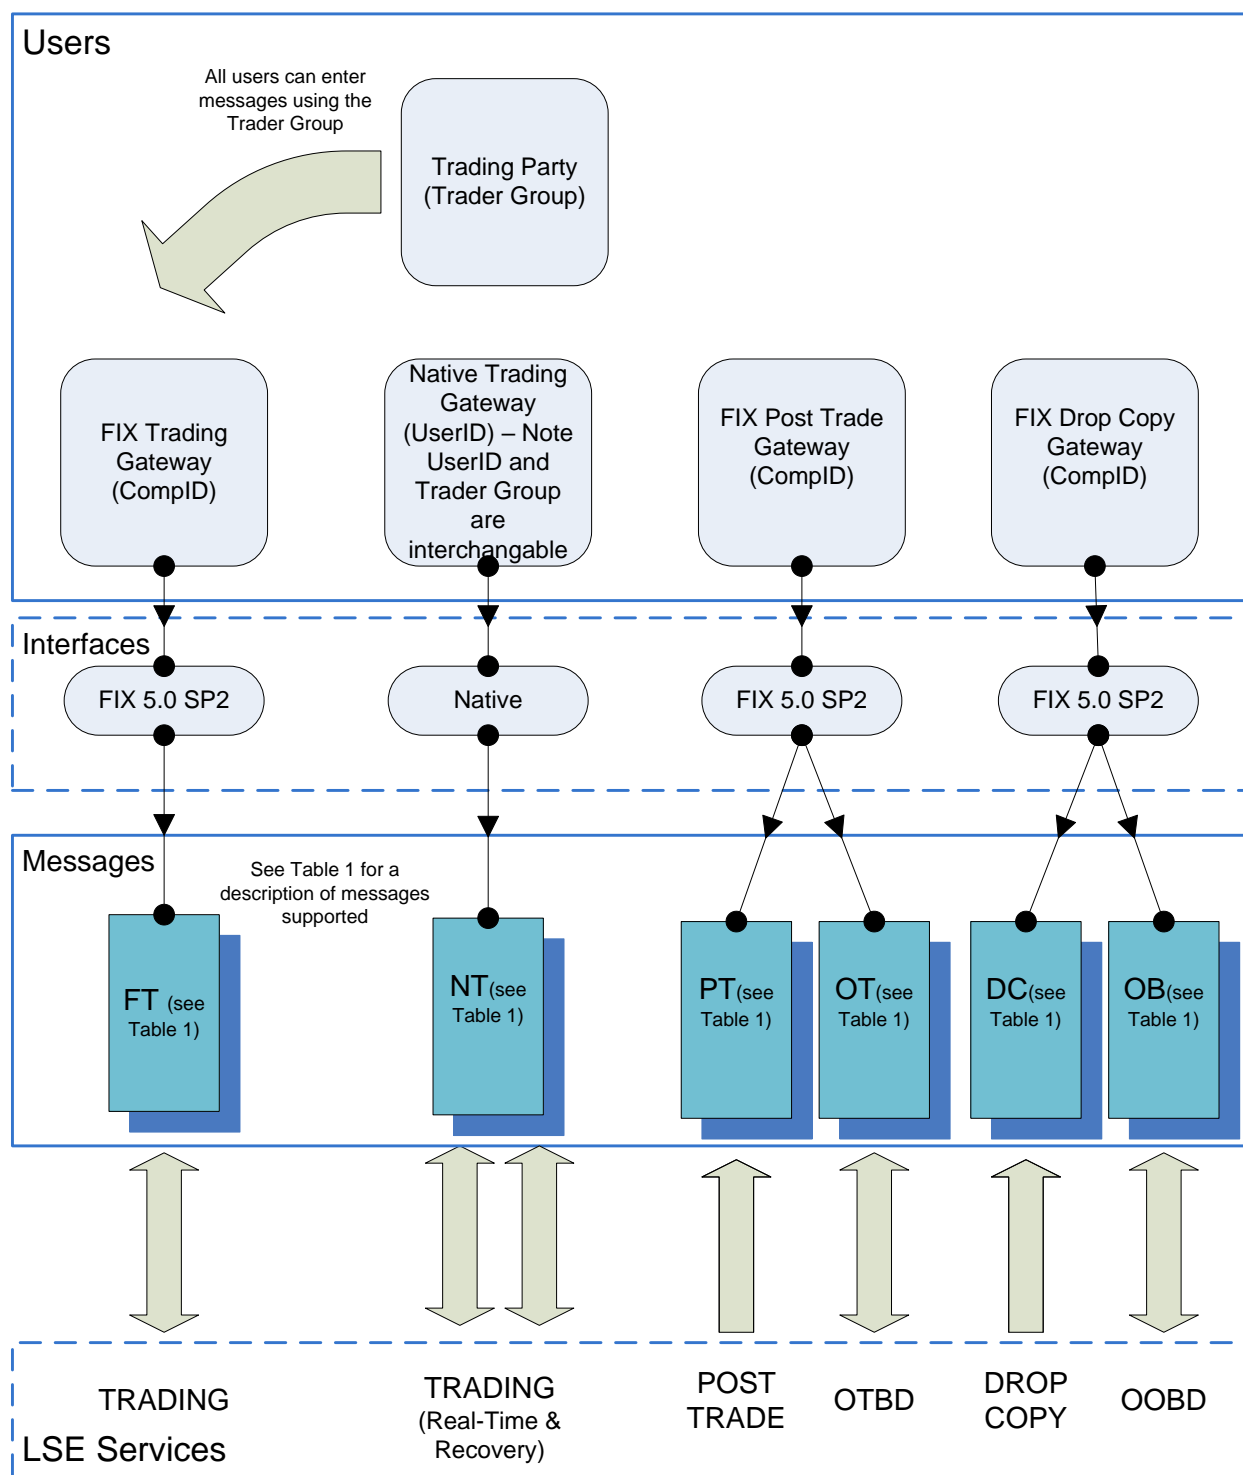 Users
All users can enter
messages using the
Trader Group
Trading Party
(Trader Group)
FIX Trading
Gateway
(CompID)
Native Trading
Gateway
(UserID) – Note
UserID and
Trader Group
are
interchangable
FIX Post Trade
Gateway
(CompID)
FIX Drop Copy
Gateway
(CompID)
Interfaces
FIX 5.0 SP2
Native
FIX 5.0 SP2
FIX 5.0 SP2
Messages
See Table 1 for a
description of messages
supported
FT (see
Table 1)
NT(see
Table 1)
PT(see
Table 1)
OT(see
Table 1)
DC(see
Table 1)
OB(see
Table 1)
TRADING
TRADING
(Real-Time &
Recovery)
POST
TRADE
OTBD
DROP
COPY
OOBD
LSE Services